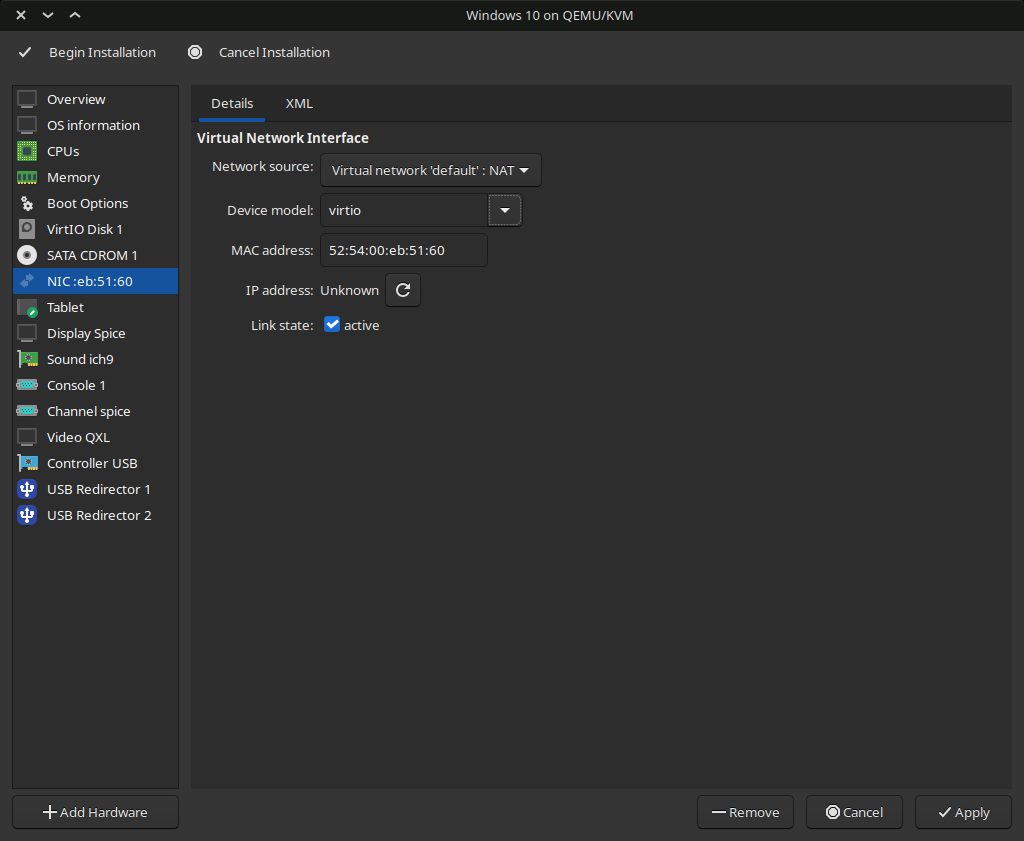 Windows 10 on QEMU/KVM
Begin Installation
Cancel Installation
Overview
OS information
CPUs
Memory
Boot Options
VirtIO Disk 1
SATA CDROM 1
NIC :eb:51:60
Tablet
Display Spice
Sound ich9
Console 1
Channel spice
Video QXL
Controller USB
USB Redirector 1
USB Redirector 2
Add Hardware
Details
XML
Virtual Network Interface
Network source: Virtual network 'default' : NAT
Device model: virtio
MAC address: 52:54:00:eb:51:60
IP address: Unknown
Link state: active
Remove
Cancel
Apply